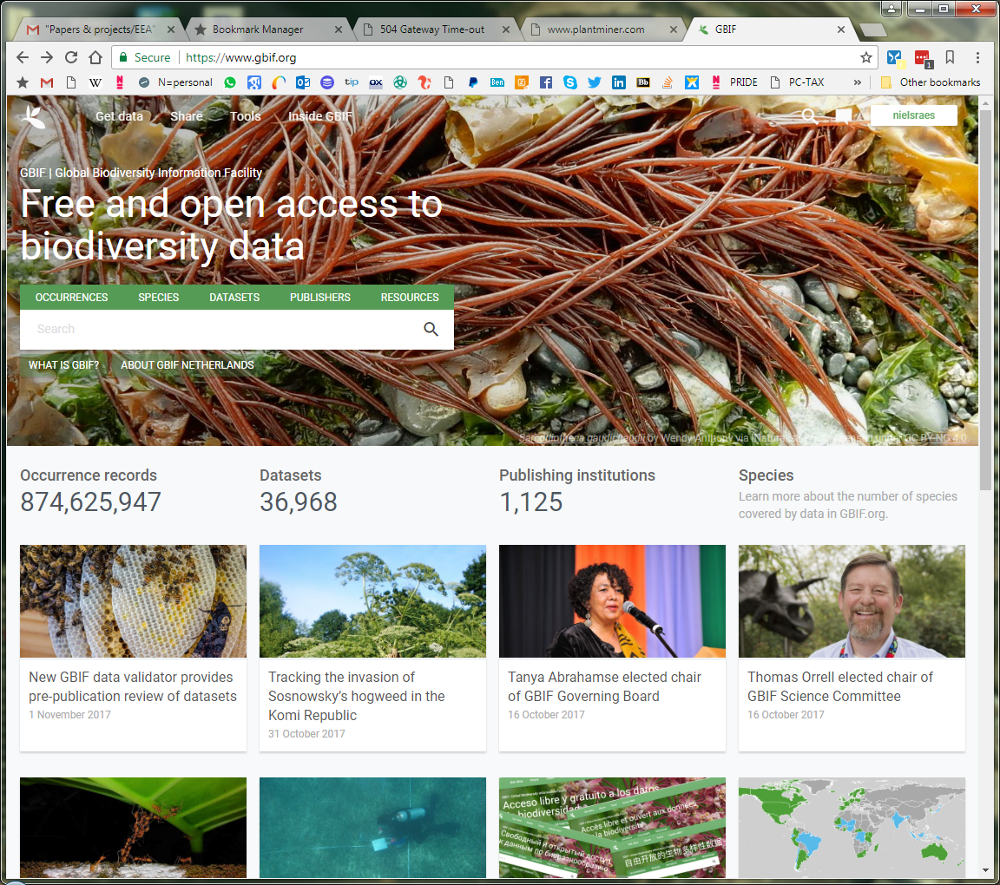 "Papers & projects/EEA"
Bookmark Manager
504 Gateway Time-out
www.plantminer.com
GBIF
Secure
https://www.gbif.org
1
W
N=personal
tip
OX
Ben
Bb
PRIDE
PC-TAX
»
Other bookmarks
Get data
Share
Tools
Inside GBIF
nielsraes
GBIF | Global Biodiversity Information Facility
Free and open access to
biodiversity data
OCCURRENCES
SPECIES
DATASETS
PUBLISHERS
RESOURCES
Search
WHAT IS GBIF?
ABOUT GBIF NETHERLANDS
Sarcodiotheca gaudichaudii by Wendy Anthony via iNaturalist. CC BY-NC 4.0.
Occurrence records
874,625,947
Datasets
36,968
Publishing institutions
1,125
Species
Learn more about the number of species
covered by data in GBIF.org.
New GBIF data validator provides
pre-publication review of datasets
1 November 2017
Tracking the invasion of
Sosnowsky's hogweed in the
Komi Republic
31 October 2017
Tanya Abrahamse elected chair
of GBIF Governing Board
16 October 2017
Thomas Orrell elected chair of
GBIF Science Committee
16 October 2017
Acceso libre y gratuito a los datos
Accès libre et ouvert aux données
la biodiversité
Свободный и открытый доступ
к данным по биоразнообразию
自由开放的生物多样性数据